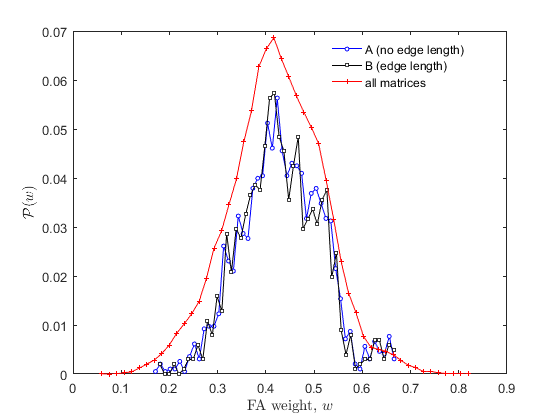 0.07
0.06
0.05
0.04
0.03
0.02
0.01
0
𝒫(w)
A (no edge length)
B (edge length)
all matrices
0 0.1 0.2 0.3 0.4 0.5 0.6 0.7 0.8 0.9
FA weight, w